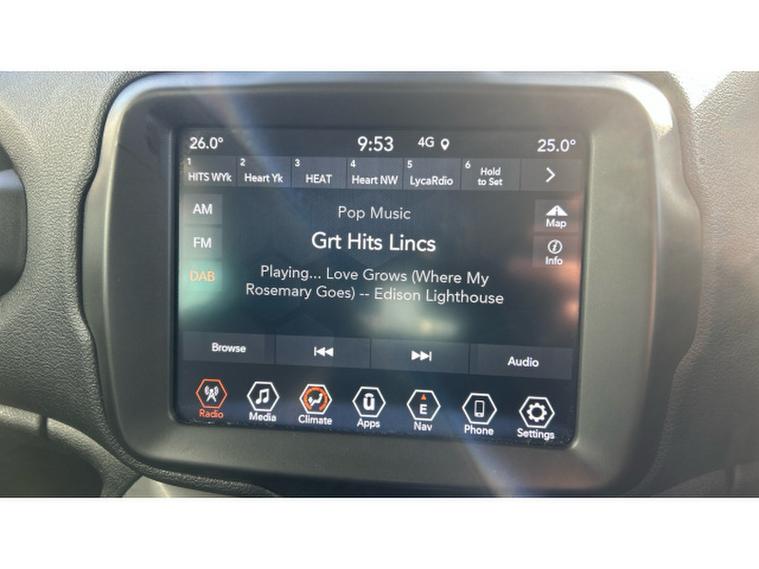 26.0° 9:53 4G 25.0°
1 HITS WYk 2 Heart Yk 3 HEAT 4 Heart NW 5 LycaRdio 6 Hold to Set
AM
Pop Music
Map
FM
Grt Hits Lincs
Info
DAB
Playing... Love Grows (Where My
Rosemary Goes) -- Edison Lighthouse
Browse Audio
Radio Media Climate Apps E Nav Phone Settings